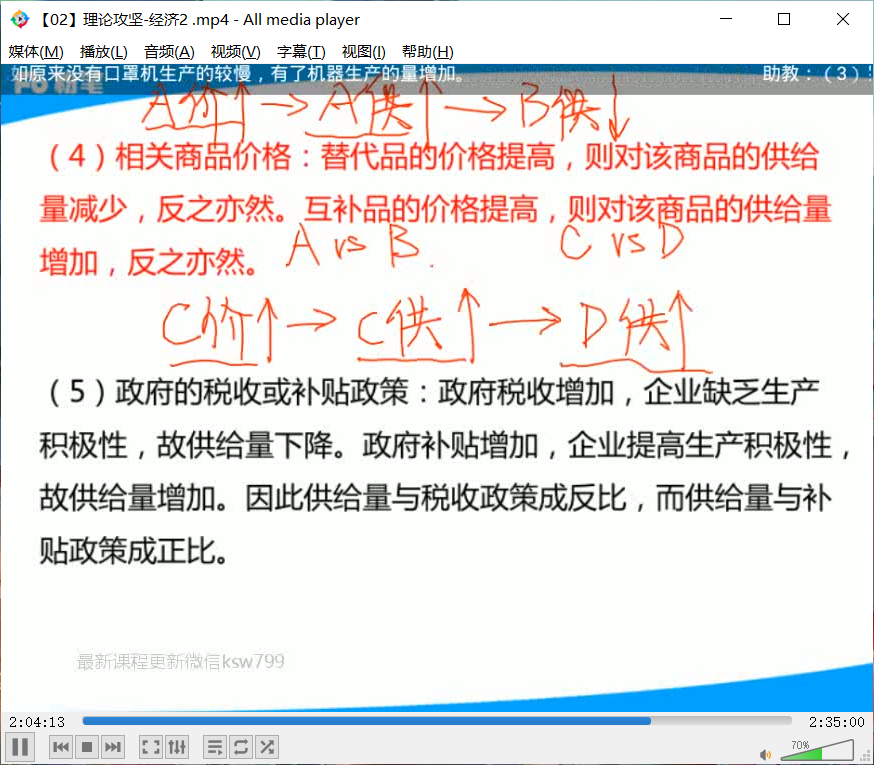 【02】理论攻坚-经济2 .mp4 - All media player
媒体(M) 播放(L) 音频(A) 视频(V) 字幕(T) 视图(I) 帮助(H)
如原来没有口罩机生产的较慢，有了机器生产的量增加。 助教：（3）
粉笔
A价↑→A供↑→B供↓
（4）相关商品价格：替代品的价格提高，则对该商品的供给
量减少，反之亦然。互补品的价格提高，则对该商品的供给量
增加，反之亦然。
A vs B. C vs D
C价↑→C供↑→D供↑
（5）政府的税收或补贴政策：政府税收增加，企业缺乏生产
积极性，故供给量下降。政府补贴增加，企业提高生产积极性，
故供给量增加。因此供给量与税收政策成反比，而供给量与补
贴政策成正比。
最新课程更新微信ksw799
2:04:13 2:35:00
70%